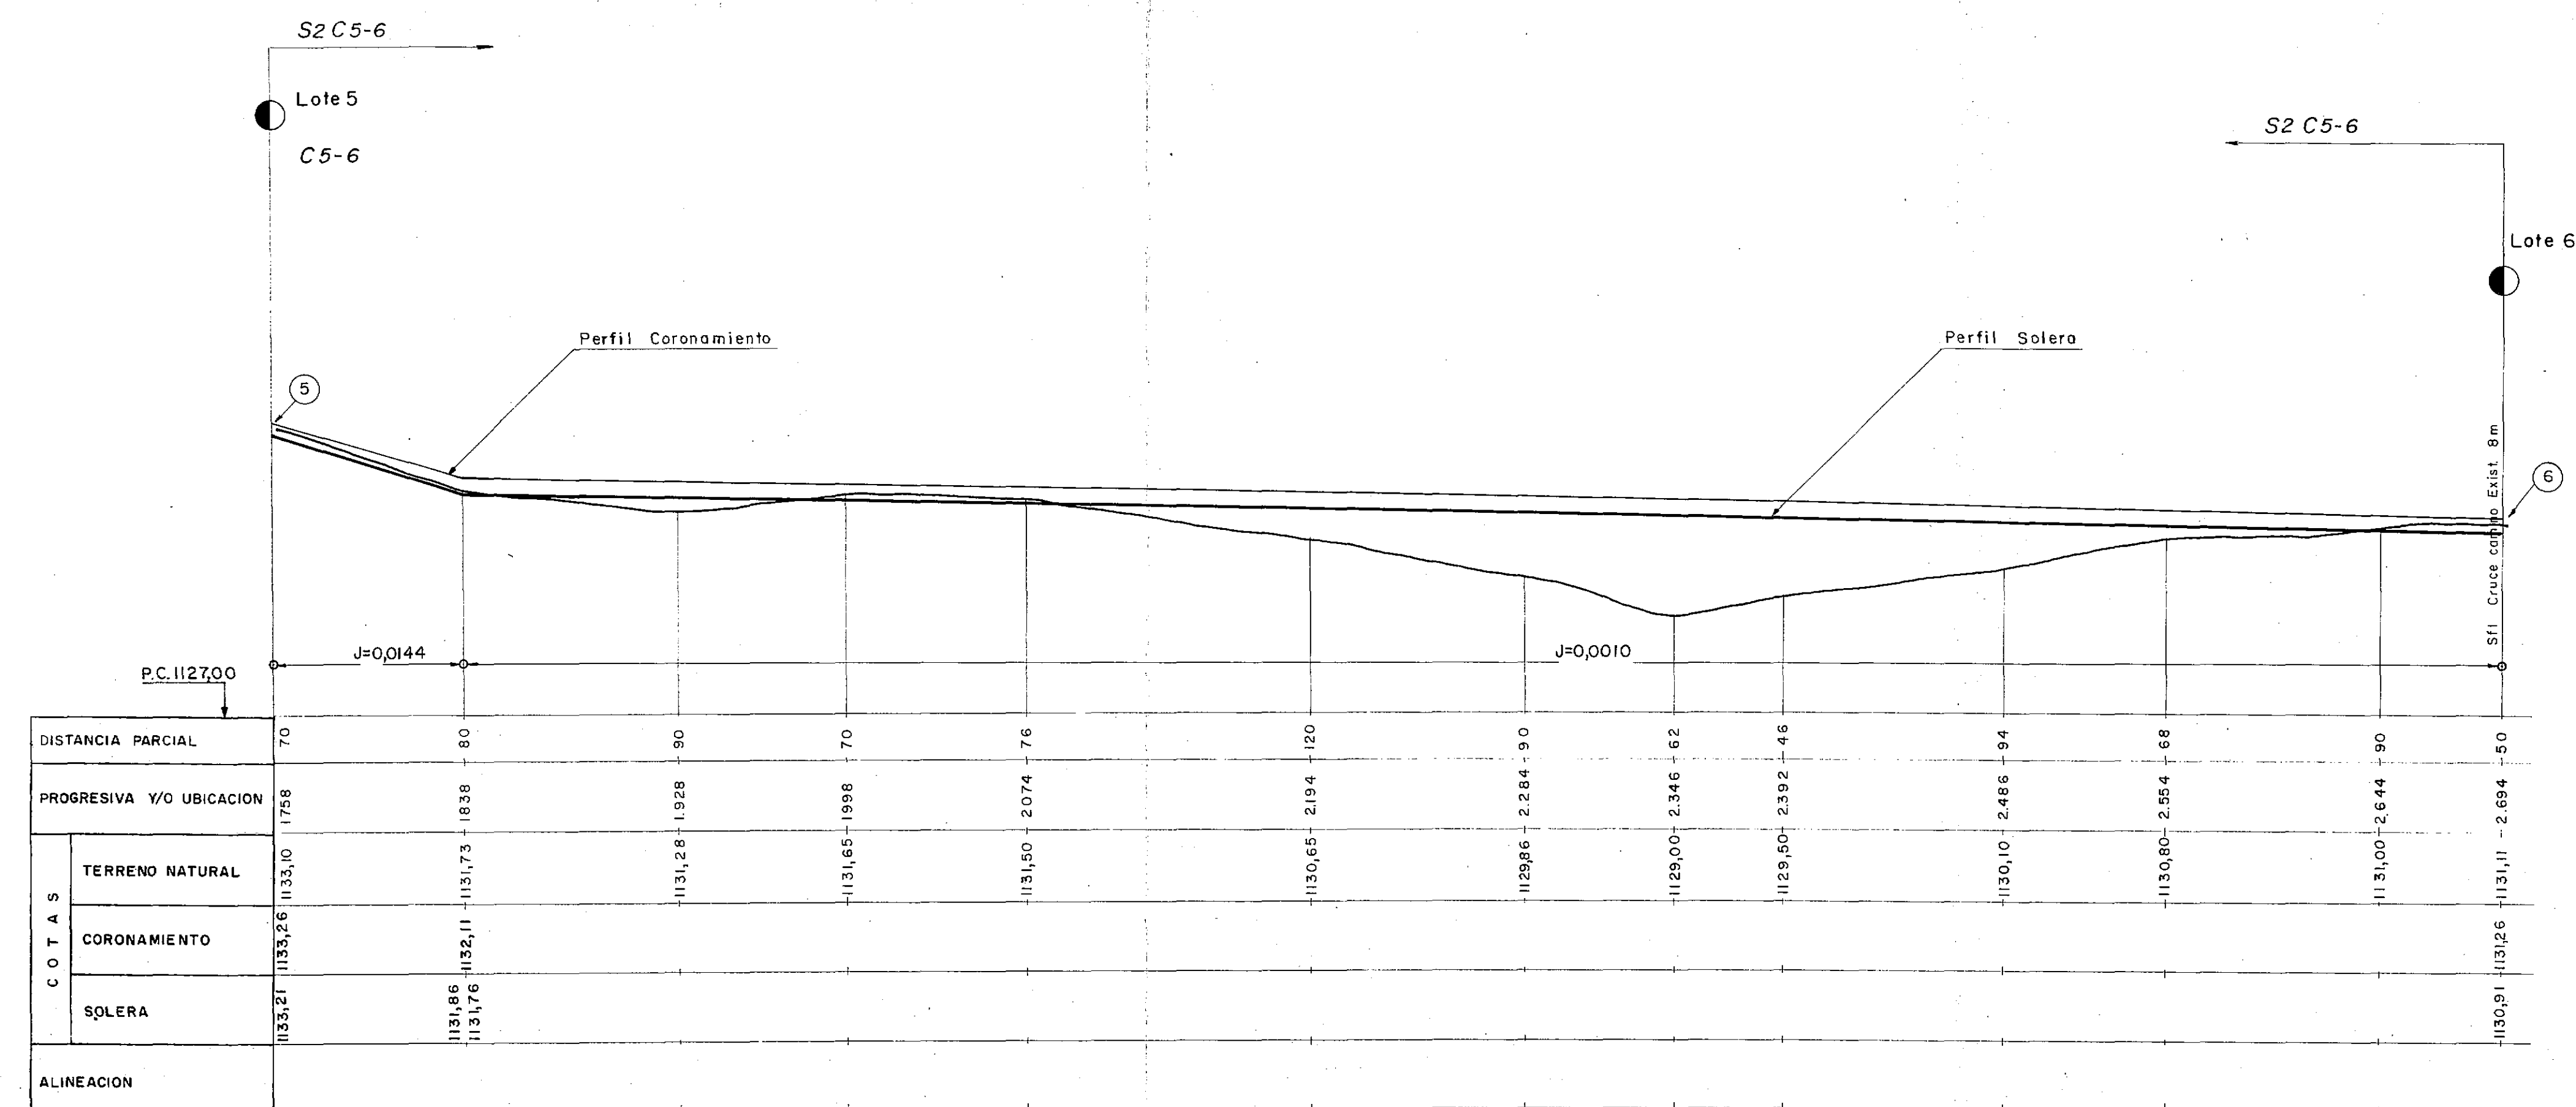 S2 C5-6
Lote 5
C5-6
S2 C5-6
Lote 6
Perfil Coronamiento
Perfil Solera
5
6
Sfl Cruce camino Exist. 8m
J=0,0144
J=0,0010
P.C.1127,00
DISTANCIA PARCIAL 70 80 90 70 76 120 90 62 46 94 68 90 50
PROGRESIVA Y/O UBICACION 1758 1838 1.928 1998 2074 2.194 2.284 2.346 2.392 2.486 2.554 2.644 2.694
COTAS
TERRENO NATURAL 1133,10 1131,73 1131,28 1131,65 1131,50 1130,65 1129,86 1129,00 1129,50 1130,10 1130,80 1131,00 1131,11
CORONAMIENTO 1133,26 1132,11 1131,26
SOLERA 1133,21 1131,86 1131,76 1130,91
ALINEACION